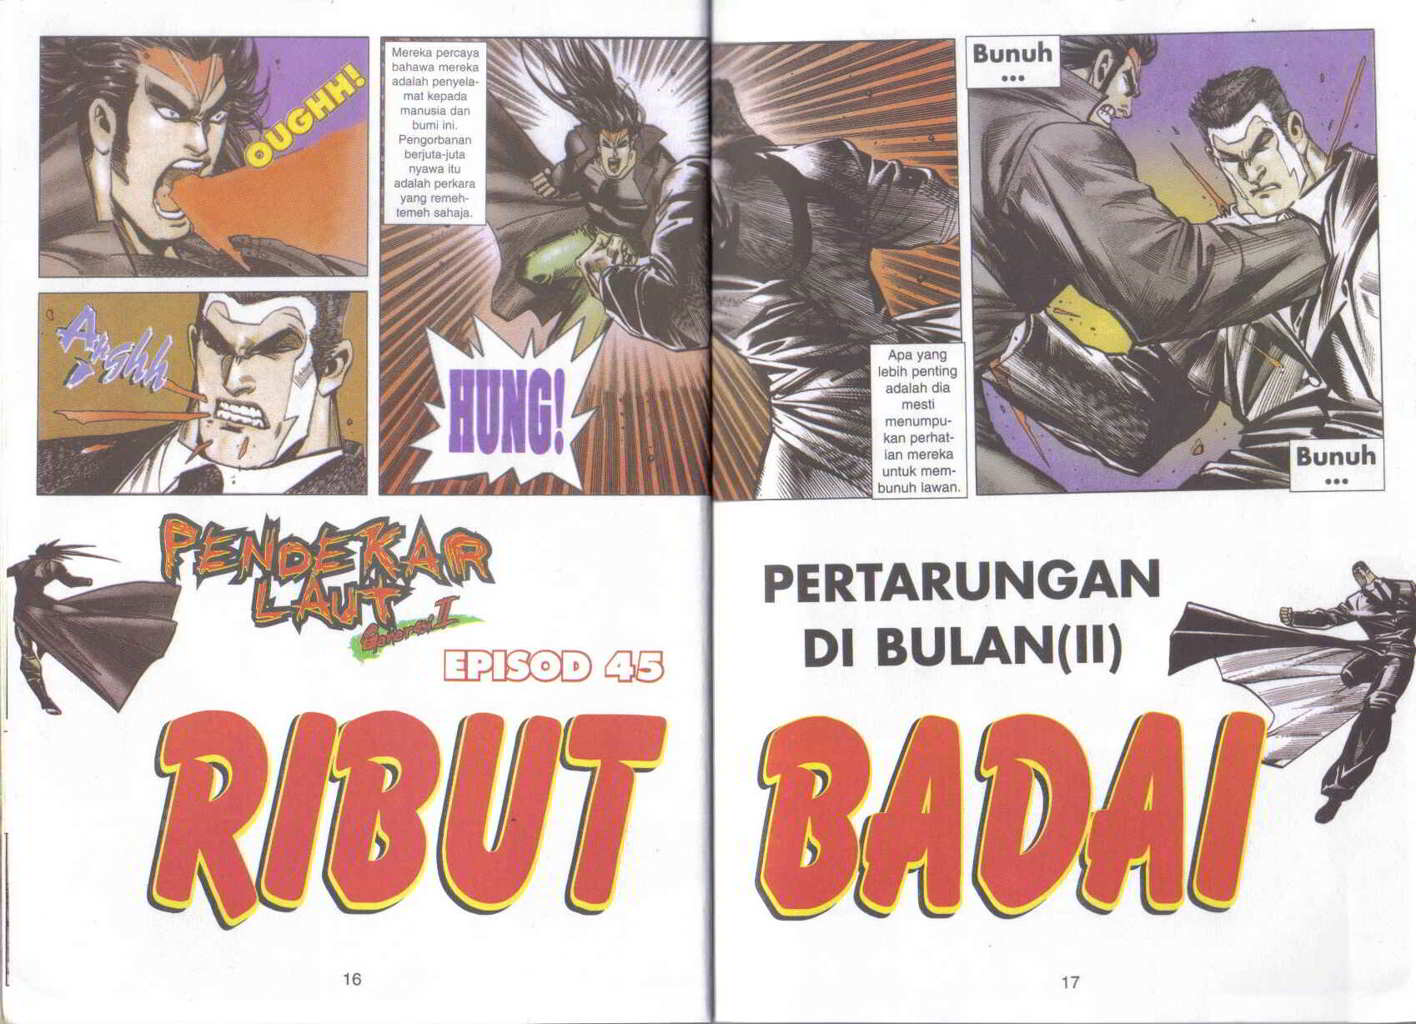 OUGHH!
Arghh
Mereka percaya
bahawa mereka
adalah penyela-
mat kepada
manusia dan
bumi ini.
Pengorbanan
berjuta-juta
nyawa itu
adalah perkara
yang remeh-
temeh sahaja.
HUNG!
Apa yang
lebih penting
adalah dia
mesti
menumpu-
kan perhat-
ian mereka
untuk mem-
bunuh lawan.
Bunuh
...
Bunuh
...
PENDEKAR
LAUT
Generasi I
EPISOD 45
PERTARUNGAN
DI BULAN(II)
RIBUT BADAI
16
17